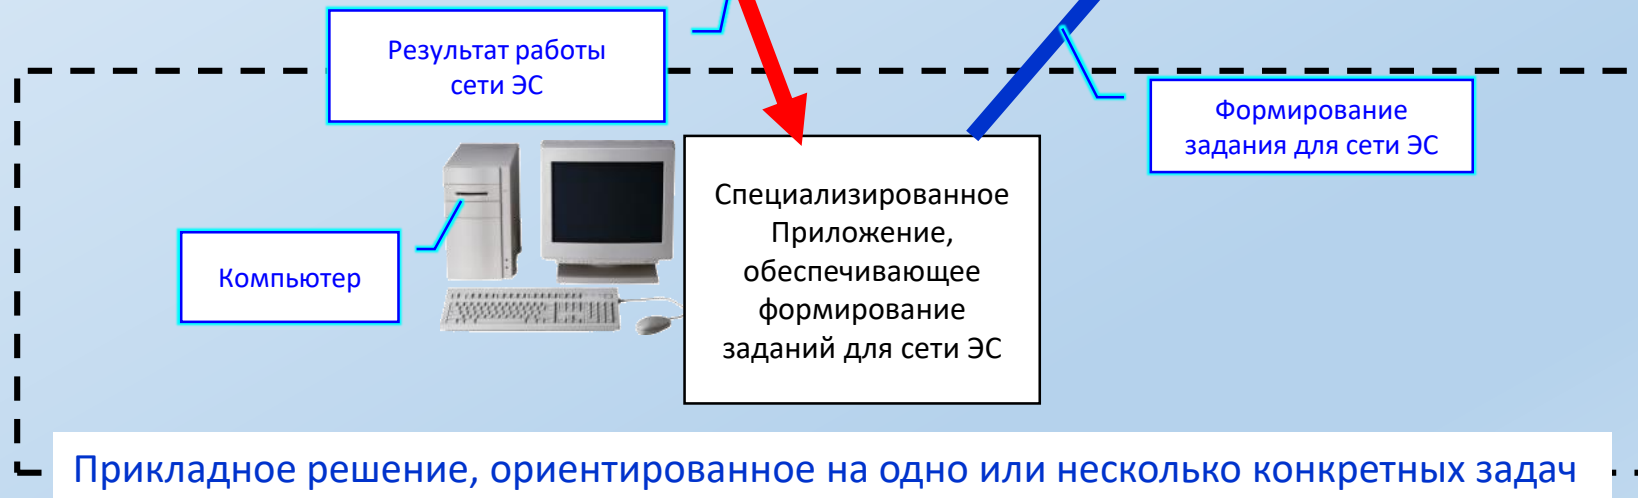 Результат работы
сети ЭС
Формирование
задания для сети ЭС
Компьютер
Специализированное
Приложение,
обеспечивающее
формирование
заданий для сети ЭС
Прикладное решение, ориентированное на одно или несколько конкретных задач